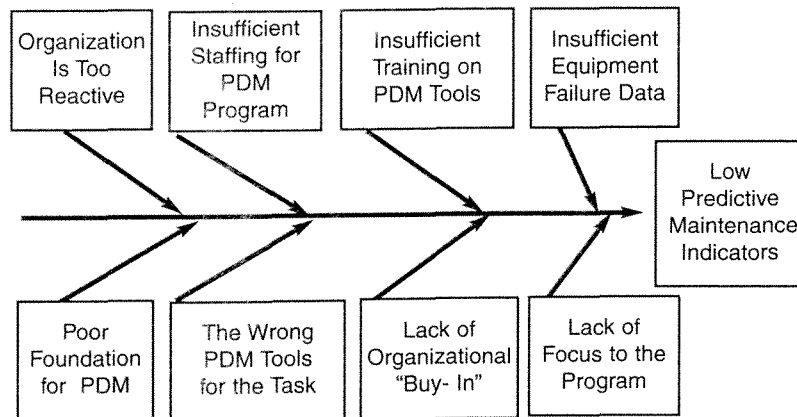 Organization
Is Too
Reactive
Insufficient
Staffing for
PDM
Program
Insufficient
Training on
PDM Tools
Insufficient
Equipment
Failure Data
Low
Predictive
Maintenance
Indicators
Poor
Foundation
for PDM
The Wrong
PDM Tools
for the Task
Lack of
Organizational
"Buy- In"
Lack of
Focus to the
Program